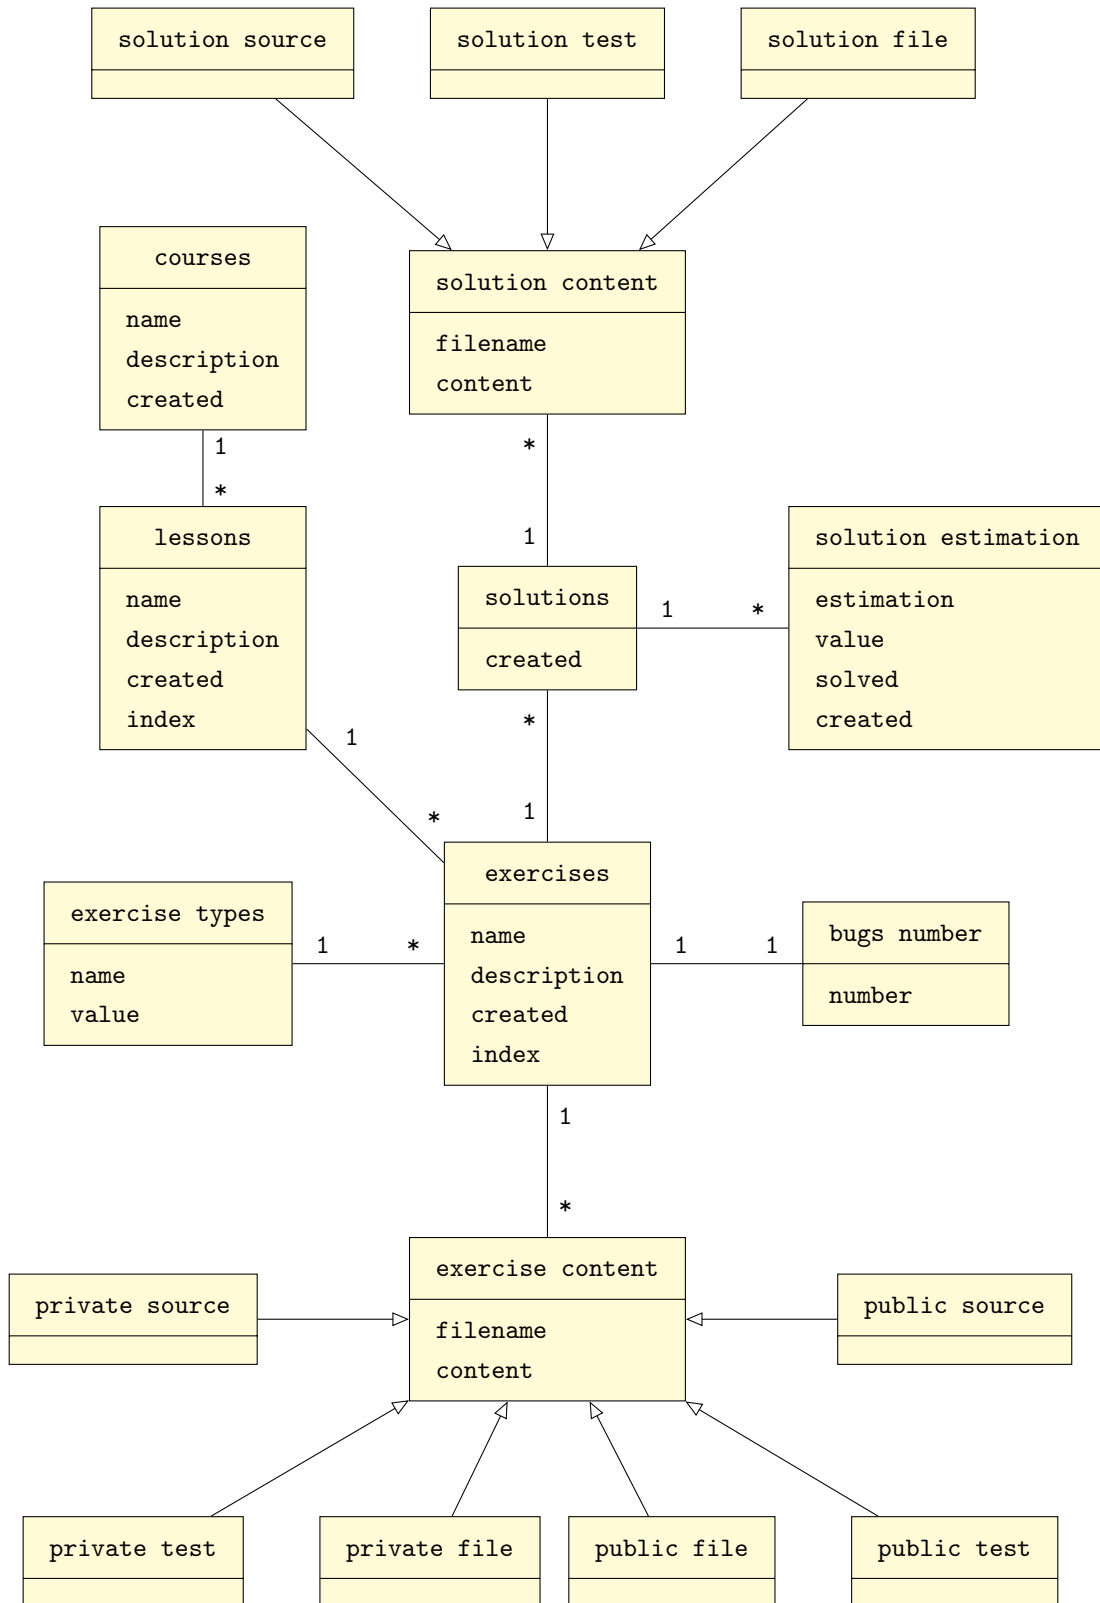 solution source
solution test
solution file
courses
name
description
created
solution content
filename
content
1
*
*
1
lessons
name
description
created
index
solutions
created
1
*
solution estimation
estimation
value
solved
created
1
*
*
1
exercise types
name
value
1
*
exercises
name
description
created
index
1
1
bugs number
number
1
*
private source
exercise content
filename
content
public source
private test
private file
public file
public test